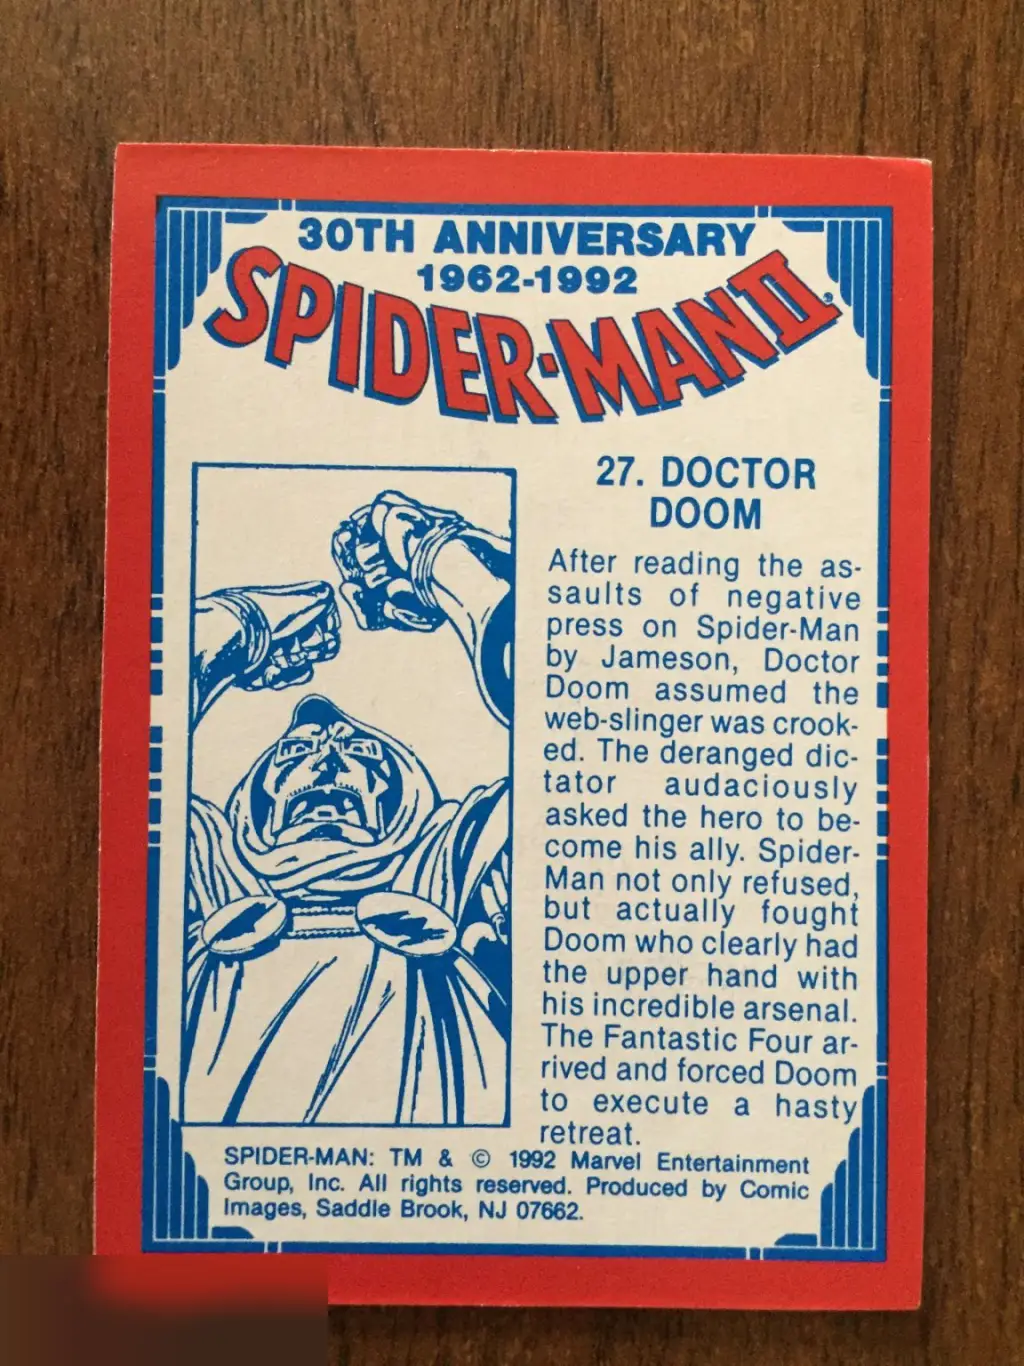 30TH ANNIVERSARY
1962-1992
SPIDER-MAN II®
27. DOCTOR
DOOM
After reading the as-
saults of negative
press on Spider-Man
by Jameson, Doctor
Doom assumed the
web-slinger was crook-
ed. The deranged dic-
tator audaciously
asked the hero to be-
come his ally. Spider-
Man not only refused,
but actually fought
Doom who clearly had
the upper hand with
his incredible arsenal.
The Fantastic Four ar-
rived and forced Doom
to execute a hasty
retreat.
SPIDER-MAN: TM & © 1992 Marvel Entertainment
Group, Inc. All rights reserved. Produced by Comic
Images, Saddle Brook, NJ 07662.